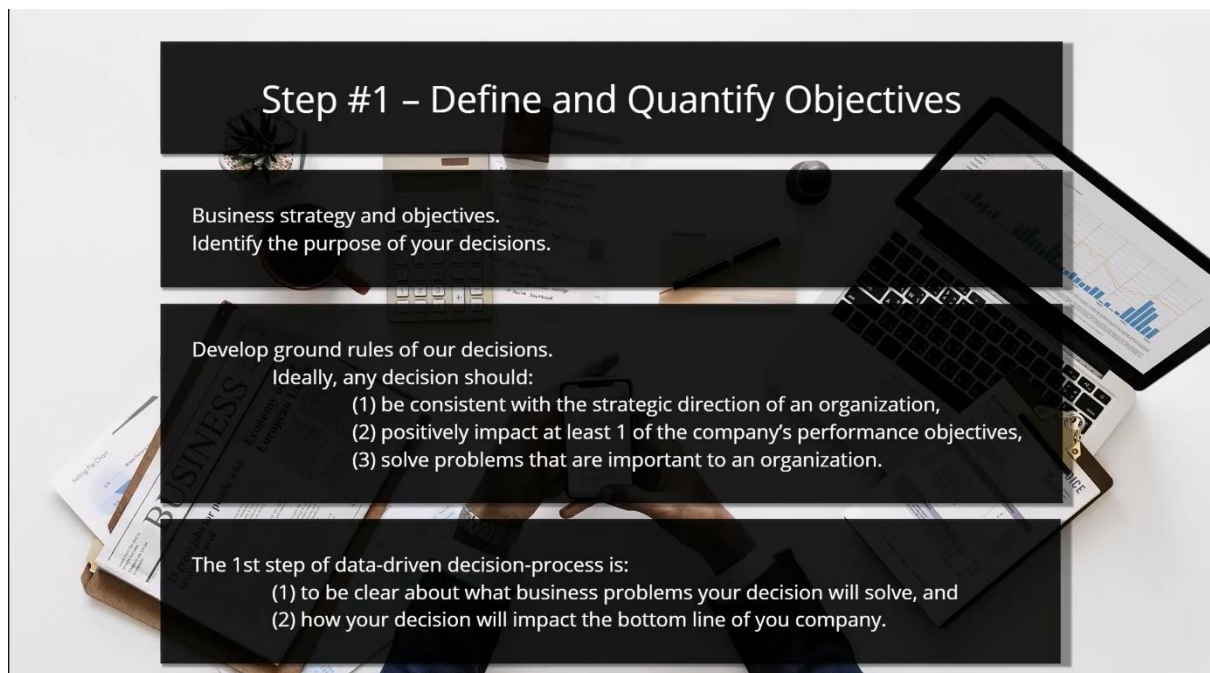 Step #1 – Define and Quantify Objectives
Business strategy and objectives.
Identify the purpose of your decisions.
Develop ground rules of our decisions.
Ideally, any decision should:
(1) be consistent with the strategic direction of an organization,
(2) positively impact at least 1 of the company's performance objectives,
(3) solve problems that are important to an organization.
The 1st step of data-driven decision-process is:
(1) to be clear about what business problems your decision will solve, and
(2) how your decision will impact the bottom line of you company.
BUSINESS